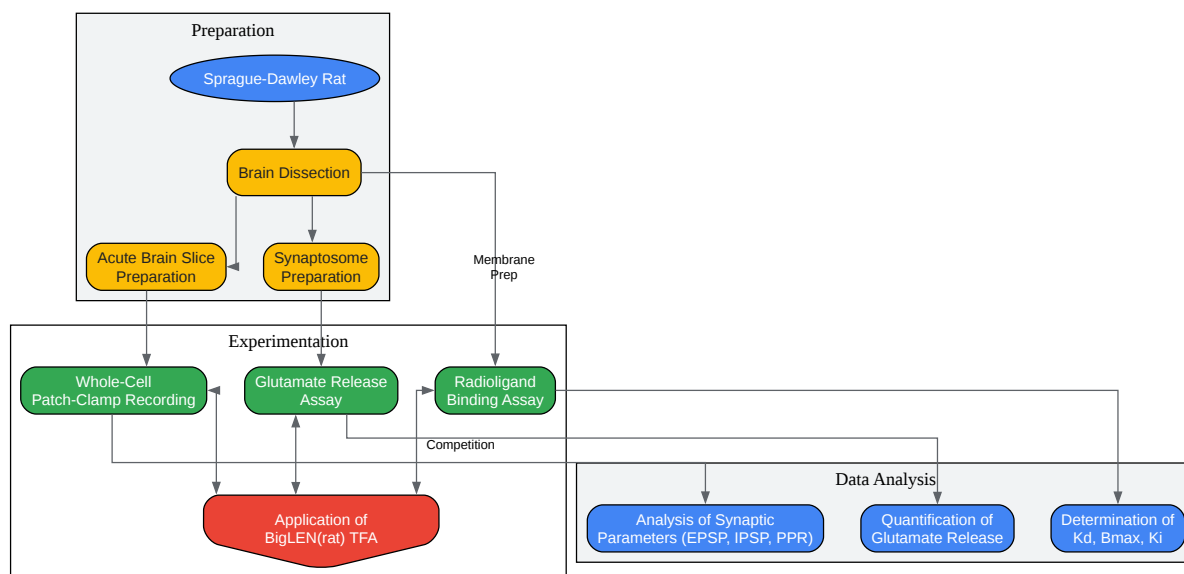 Preparation
Sprague-Dawley Rat
Brain Dissection
Acute Brain Slice
Preparation
Synaptosome
Preparation
Membrane
Prep
Experimentation
Whole-Cell
Patch-Clamp Recording
Glutamate Release
Assay
Radioligand
Binding Assay
Competition
Application of
BigLEN(rat) TFA
Data Analysis
Analysis of Synaptic
Parameters (EPSP, IPSP, PPR)
Quantification of
Glutamate Release
Determination of
Kd, Bmax, Ki